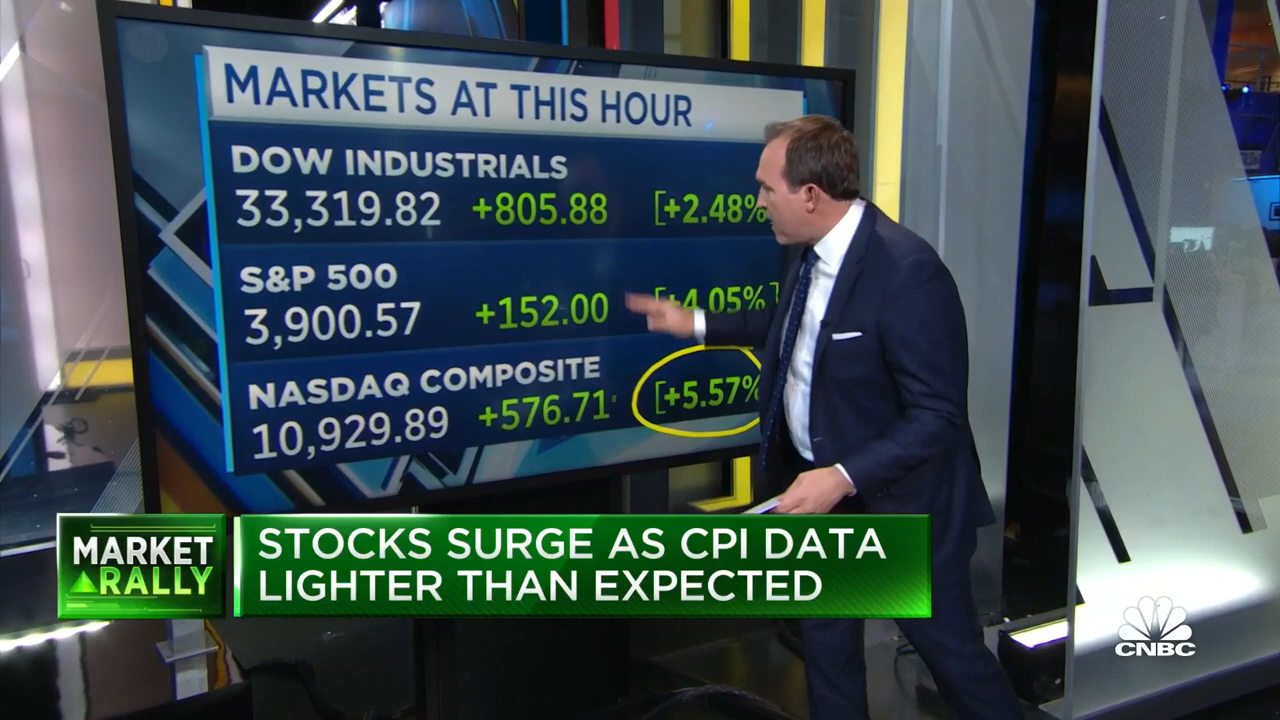 MARKETS AT THIS HOUR
DOW INDUSTRIALS
33,319.82 +805.88 [+2.48%
S&P 500
3,900.57 +152.00 [+4.05%]
NASDAQ COMPOSITE
10,929.89 +576.71 [+5.57%
MARKET
RALLY
STOCKS SURGE AS CPI DATA
LIGHTER THAN EXPECTED
CNBC